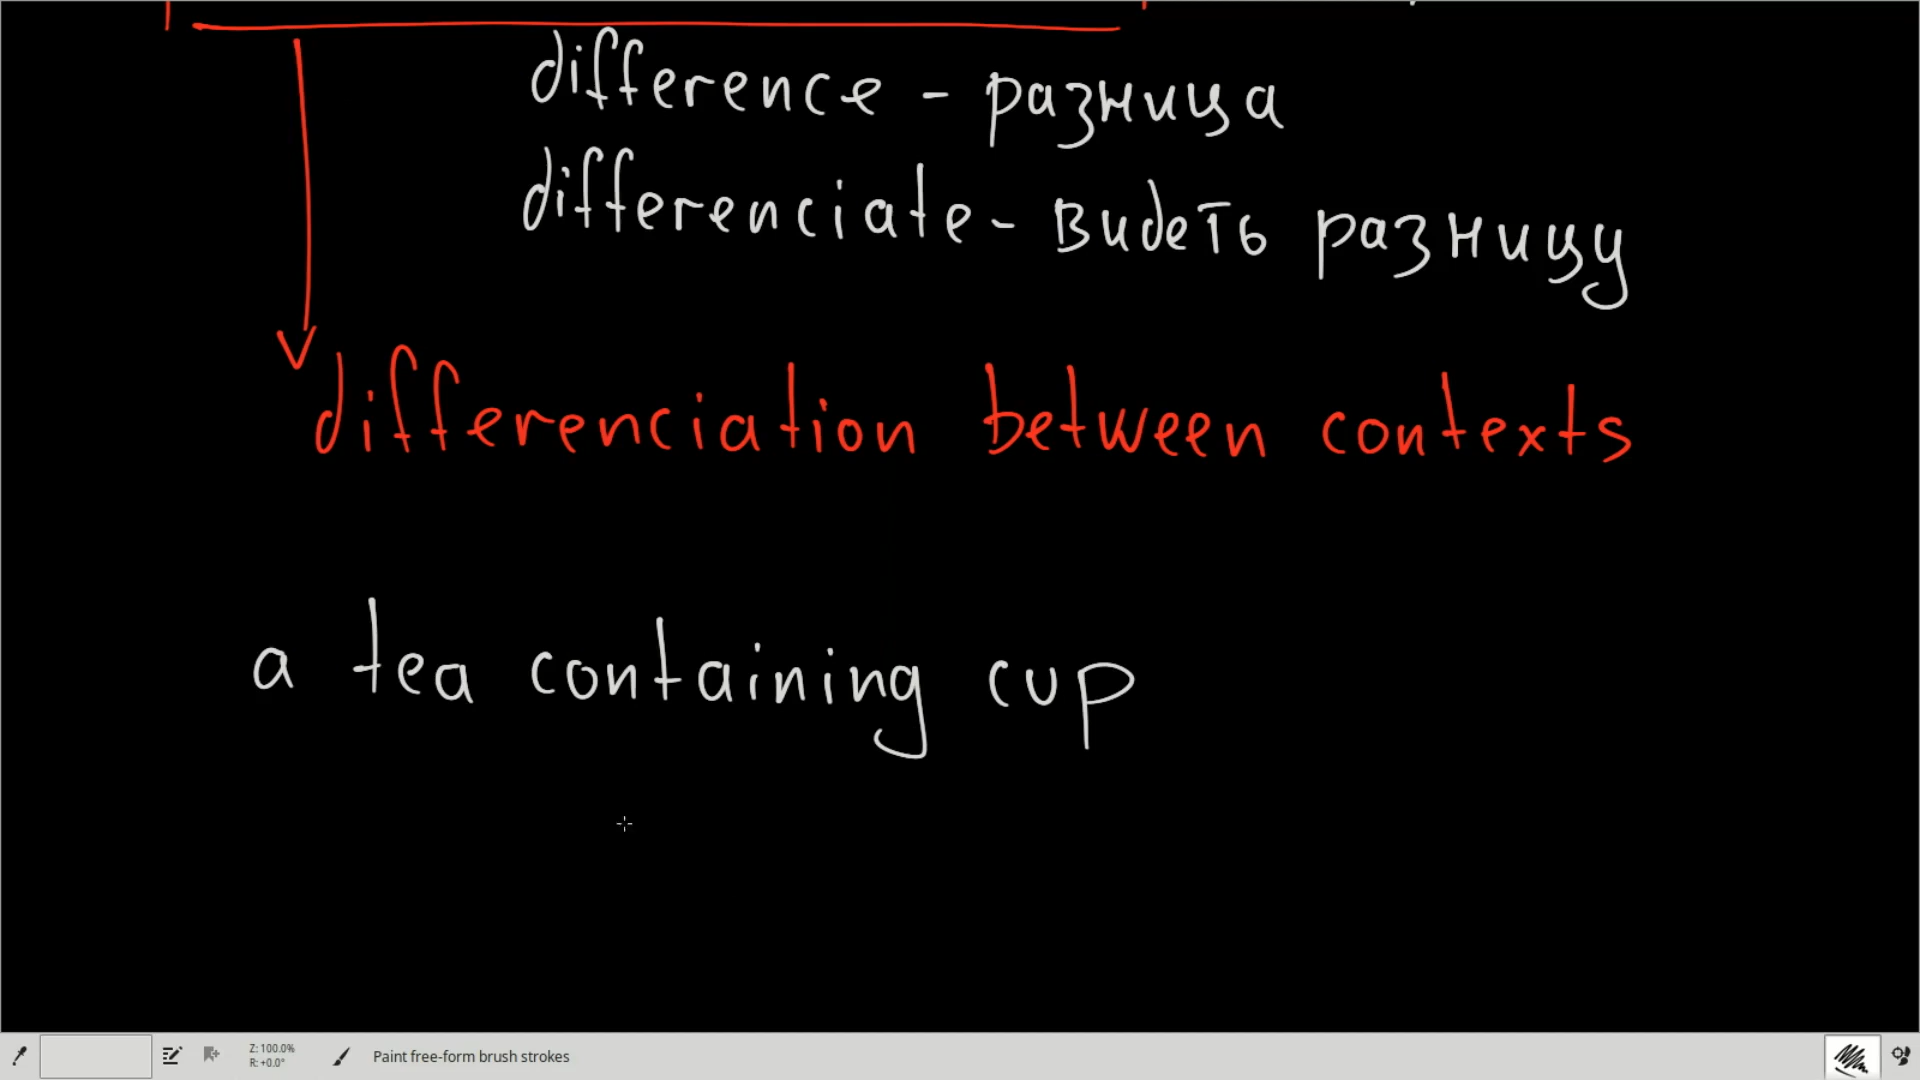 difference - разница
differenciate - видеть разницу
differenciation between contexts
a tea containing cup
Z: 100.0%
R: +0.0°
Paint free-form brush strokes